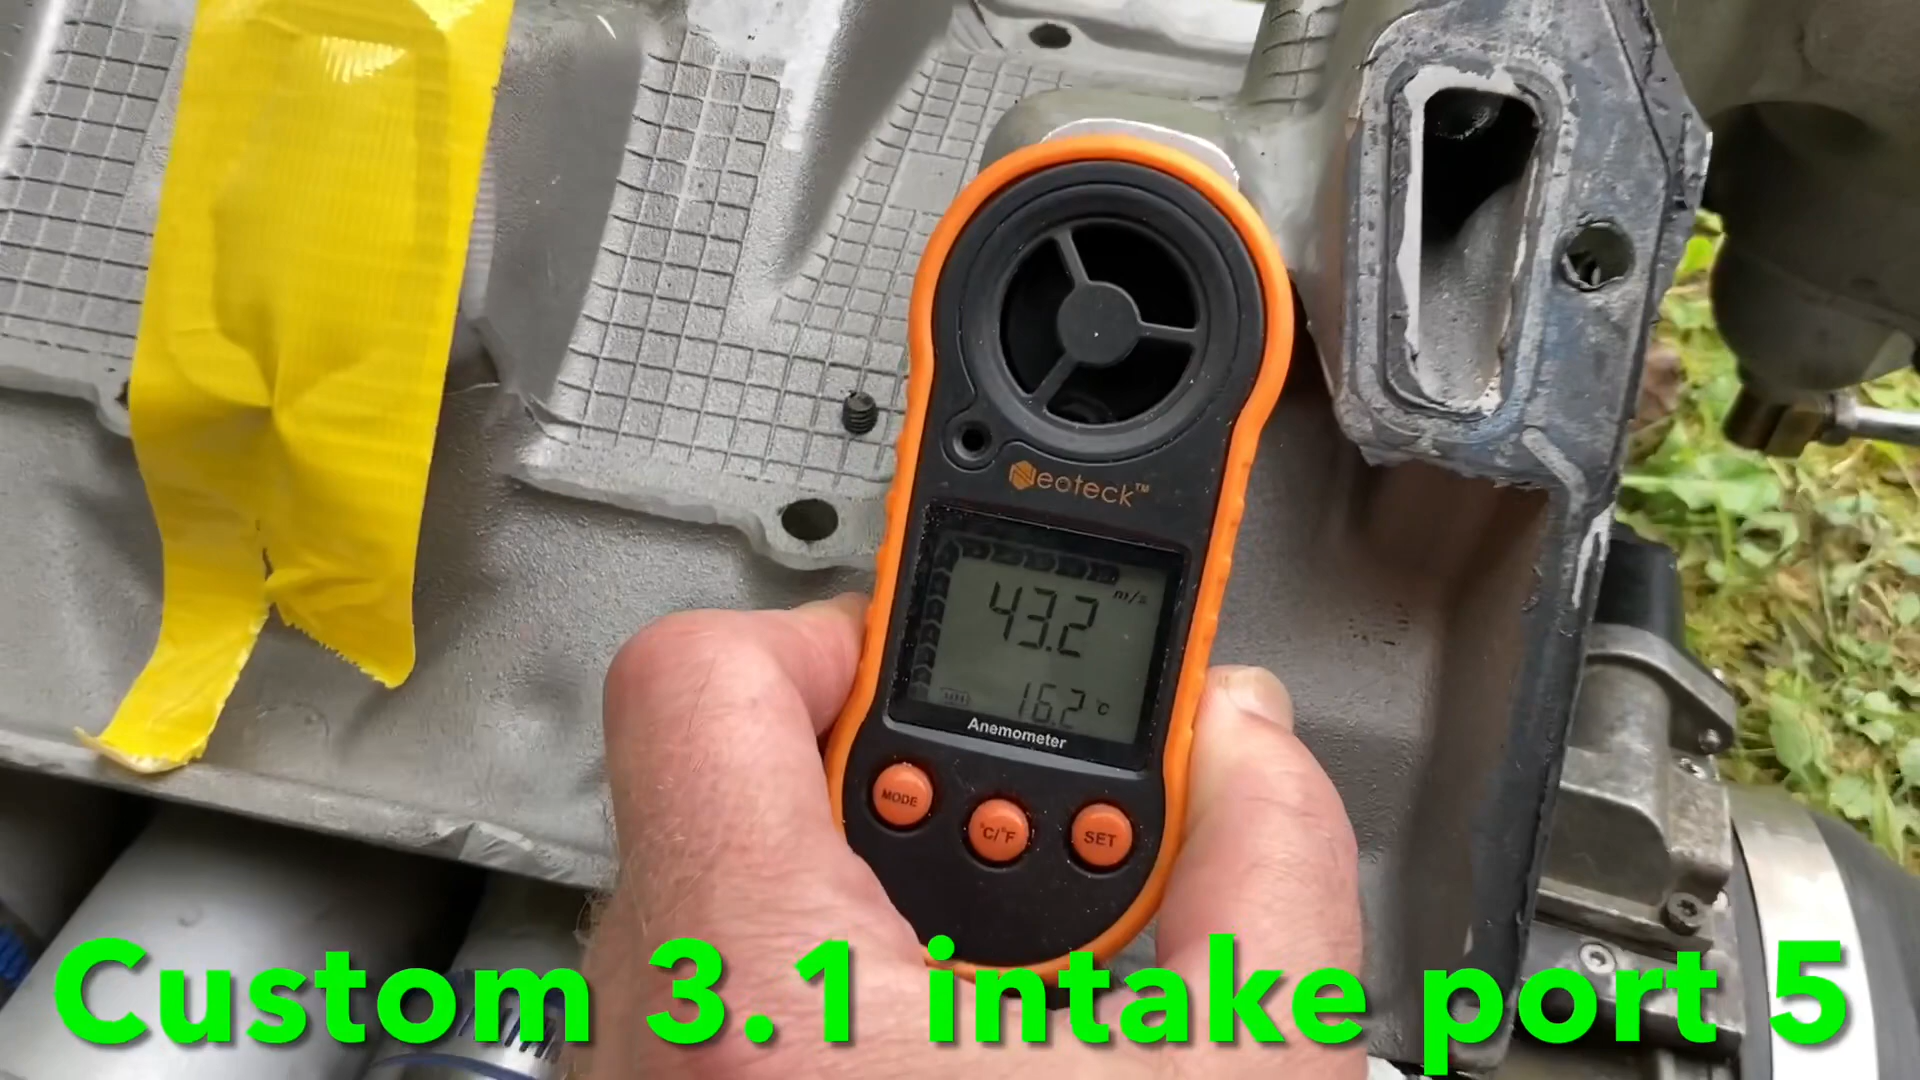 Neoteck™
m/s
43.2
16.2 °C
Anemometer
MODE
°C/°F
SET
Custom 3.1 intake port 5